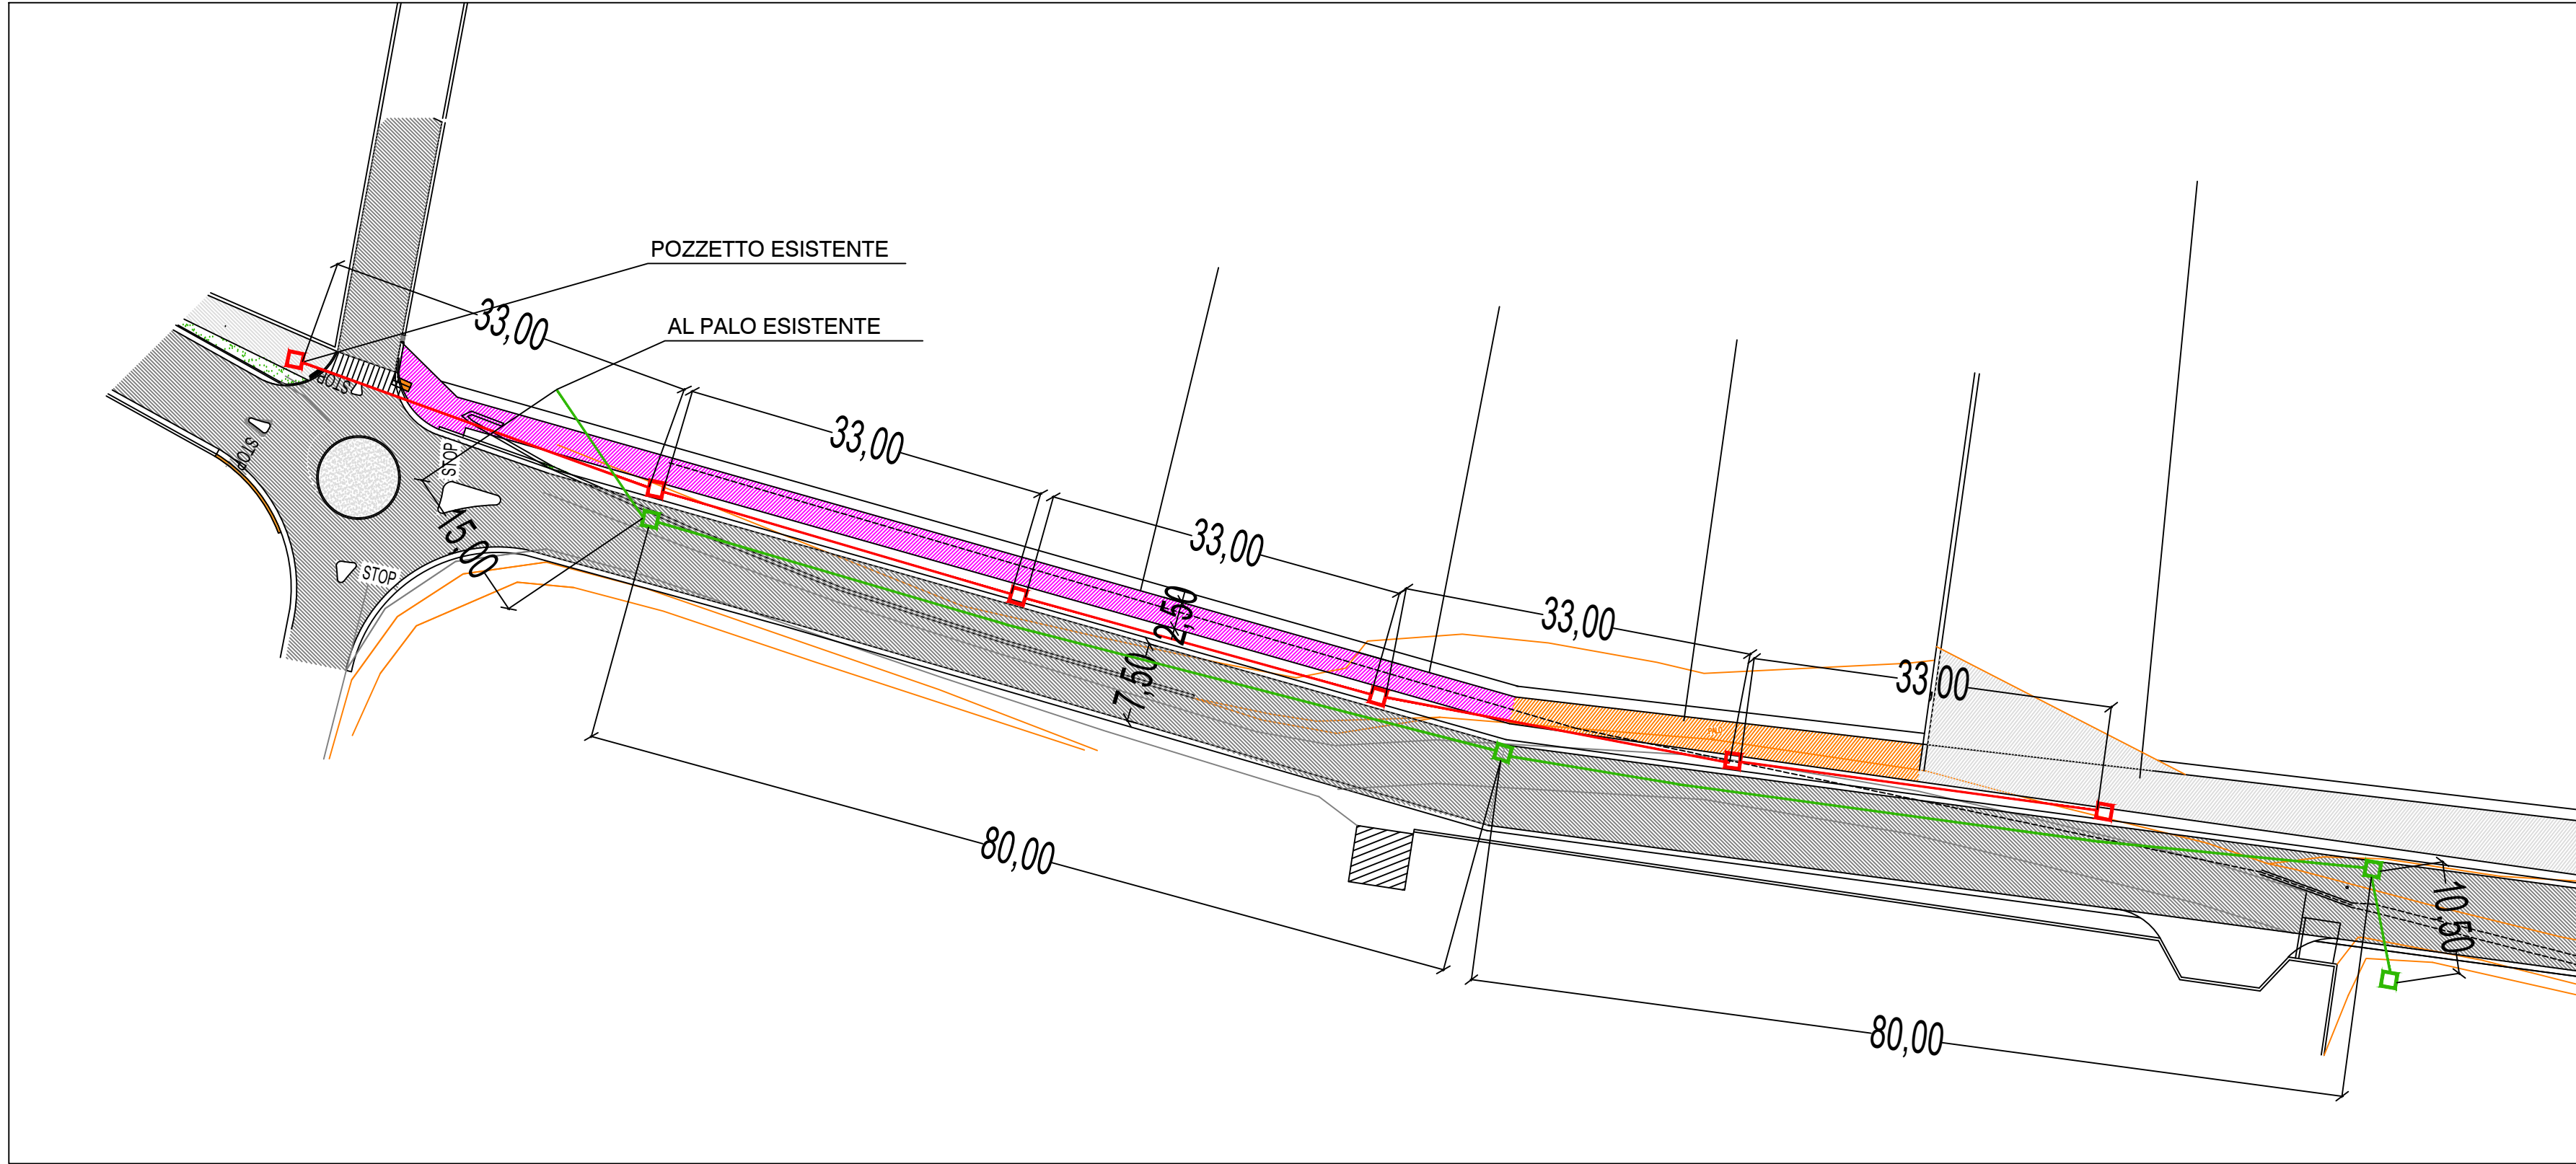 POZZETTO ESISTENTE
33,00
AL PALO ESISTENTE
STOP
33,00
STOP
STOP
15,00
33,00
STOP
2,50
33,00
7,50
33,00
80,00
10,50
80,00